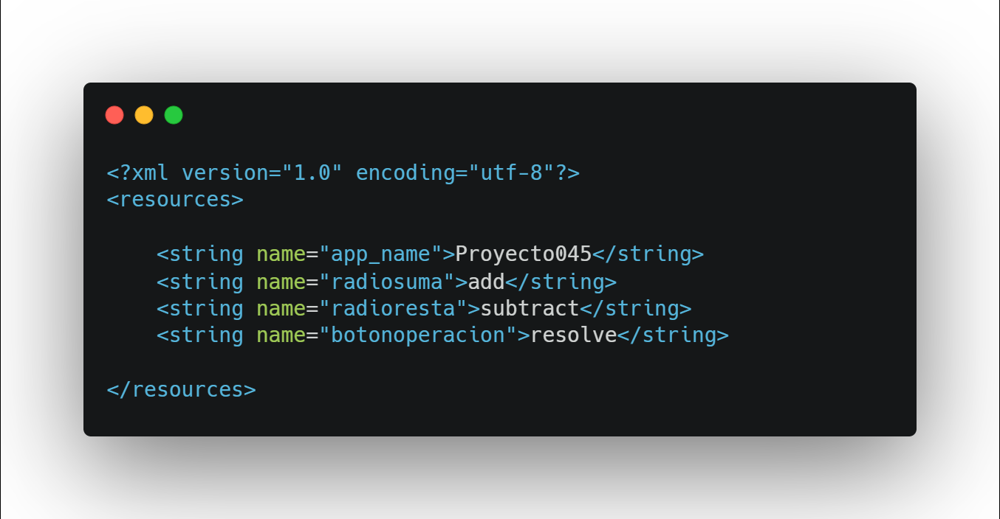 <?xml version="1.0" encoding="utf-8"?>
<resources>
    <string name="app_name">Proyecto045</string>
    <string name="radiosuma">add</string>
    <string name="radioresta">subtract</string>
    <string name="botonoperacion">resolve</string>
</resources>